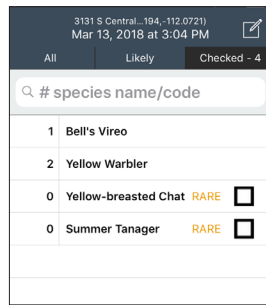 3131 S Central...194,-112.0721)
Mar 13, 2018 at 3:04 PM
All Likely Checked - 4
# species name/code
1 Bell's Vireo
2 Yellow Warbler
0 Yellow-breasted Chat RARE
0 Summer Tanager RARE